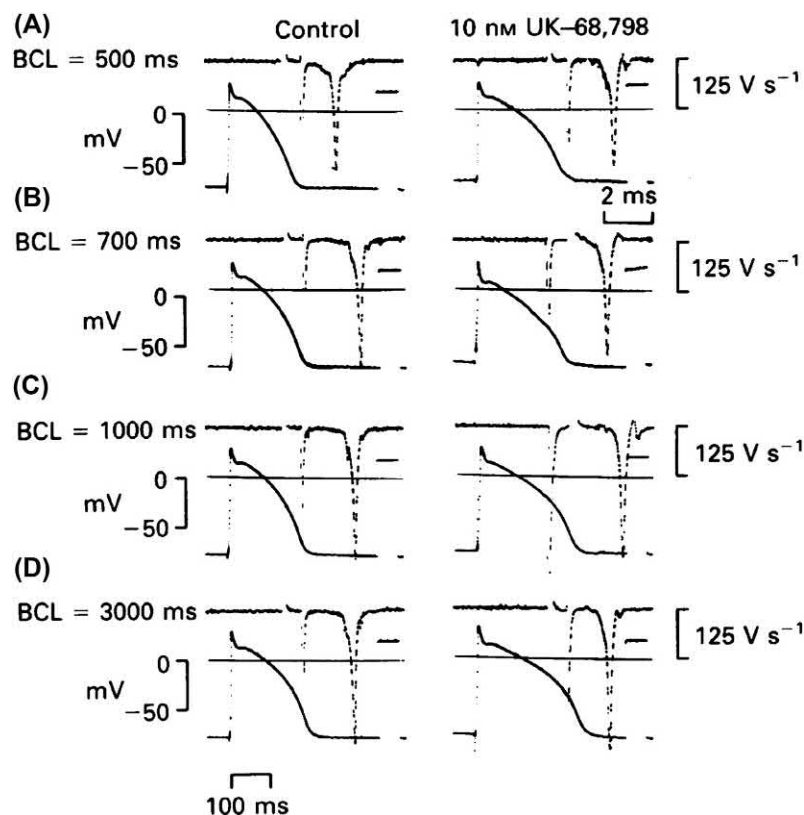 (A)
Control 10 nM UK–68,798
BCL = 500 ms
125 V s⁻¹
0
mV
−50
2 ms
(B)
BCL = 700 ms
125 V s⁻¹
0
mV
−50
(C)
BCL = 1000 ms
125 V s⁻¹
0
mV
−50
(D)
BCL = 3000 ms
125 V s⁻¹
0
mV
−50
100 ms